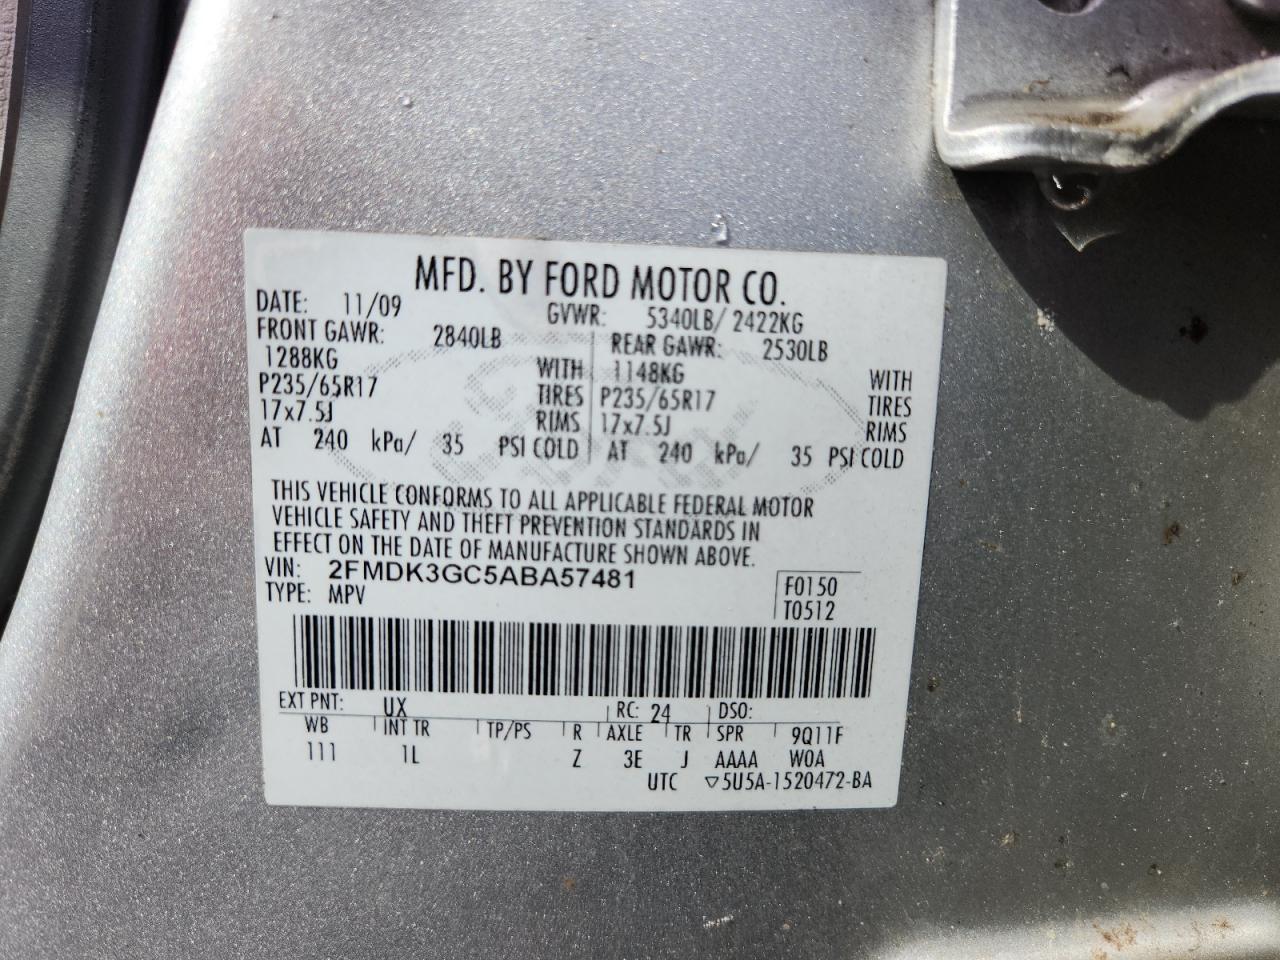 MFD. BY FORD MOTOR CO.
DATE: 11/09 GVWR: 5340LB/ 2422KG
FRONT GAWR: 2840LB REAR GAWR: 2530LB
1288KG WITH 1148KG WITH
P235/65R17 TIRES P235/65R17 TIRES
17x7.5J RIMS 17x7.5J RIMS
AT 240 kPa/ 35 PSI COLD AT 240 kPa/ 35 PSI COLD
THIS VEHICLE CONFORMS TO ALL APPLICABLE FEDERAL MOTOR
VEHICLE SAFETY AND THEFT PREVENTION STANDARDS IN
EFFECT ON THE DATE OF MANUFACTURE SHOWN ABOVE.
VIN: 2FMDK3GC5ABA57481 F0150
TYPE: MPV T0512
EXT PNT: UX RC: 24 DSO:
WB INT TR TP/PS R AXLE TR SPR 9Q11F
111 1L Z 3E J AAAA WOA
UTC ▽5U5A-1520472-BA